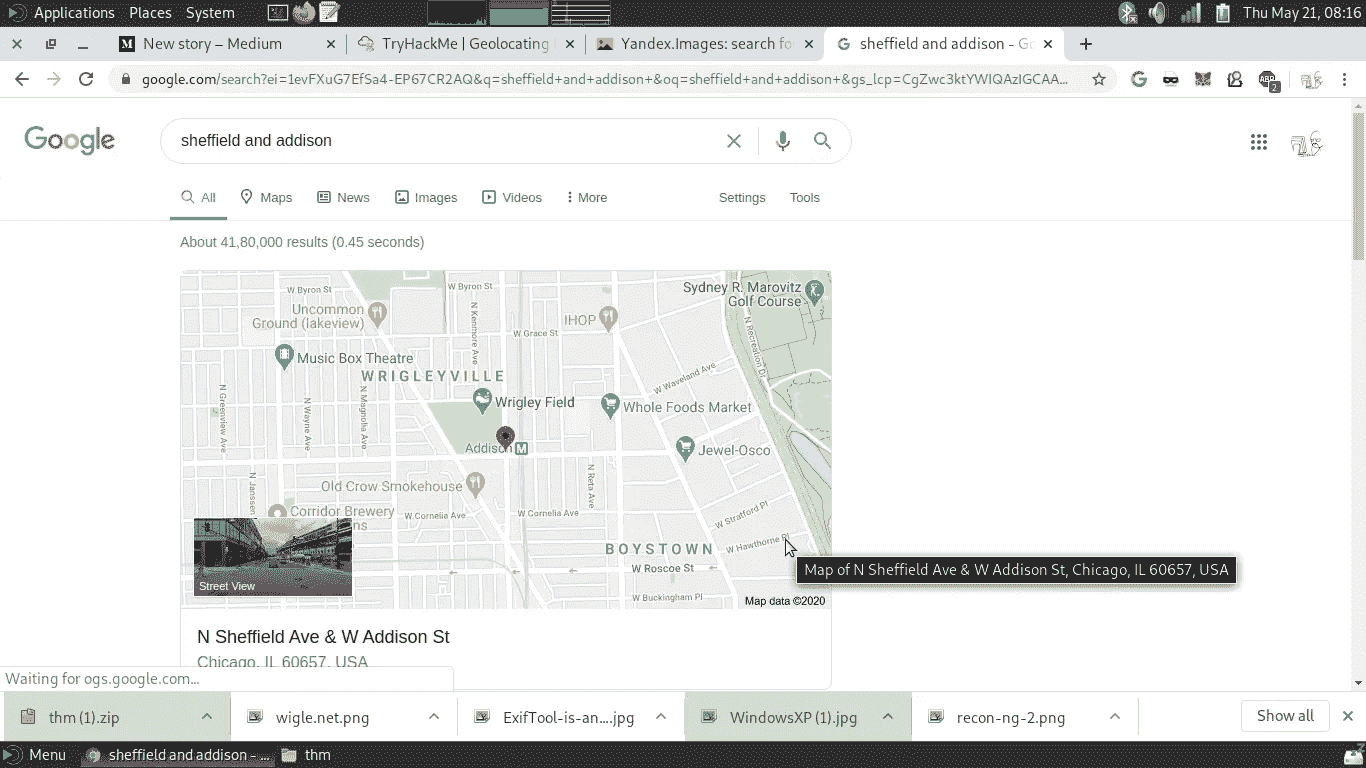 Applications Places System
Thu May 21, 08:16
New story – Medium
TryHackMe | Geolocating
Yandex.Images: search fo
sheffield and addison - Go
google.com/search?ei=1evFXuG7EfSa4-EP67CR2AQ&q=sheffield+and+addison+&oq=sheffield+and+addison+&gs_lcp=CgZwc3ktYWIQAzIGCAA...
ABP
2
Google
sheffield and addison
All Maps News Images Videos More Settings Tools
About 41,80,000 results (0.45 seconds)
Sydney R. Marovitz
Golf Course
W Byron St
W Byron St
Uncommon
Ground (lakeview)
IHOP
N Kenmore Ave
W Grace St
N Recreation Dr
Music Box Theatre
WRIGLEYVILLE
W Waveland Ave
N Greenview Ave
N Wayne Ave
N Magnolia Ave
Wrigley Field
Whole Foods Market
Addison
M
Jewel-Osco
N Janssen
Old Crow Smokehouse
N Reta Ave
Corridor Brewery
ns
W Cornelia Ave
W Cornelia Ave
W Stratford Pl
W Hawthorne Pl
BOYSTOWN
W Roscoe St
W Buckingham Pl
Street View
Map data ©2020
Map of N Sheffield Ave & W Addison St, Chicago, IL 60657, USA
N Sheffield Ave & W Addison St
Chicago, IL 60657, USA
Waiting for ogs.google.com...
thm (1).zip
wigle.net.png
ExifTool-is-an....jpg
WindowsXP (1).jpg
recon-ng-2.png
Show all
Menu
sheffield and addison - ...
thm